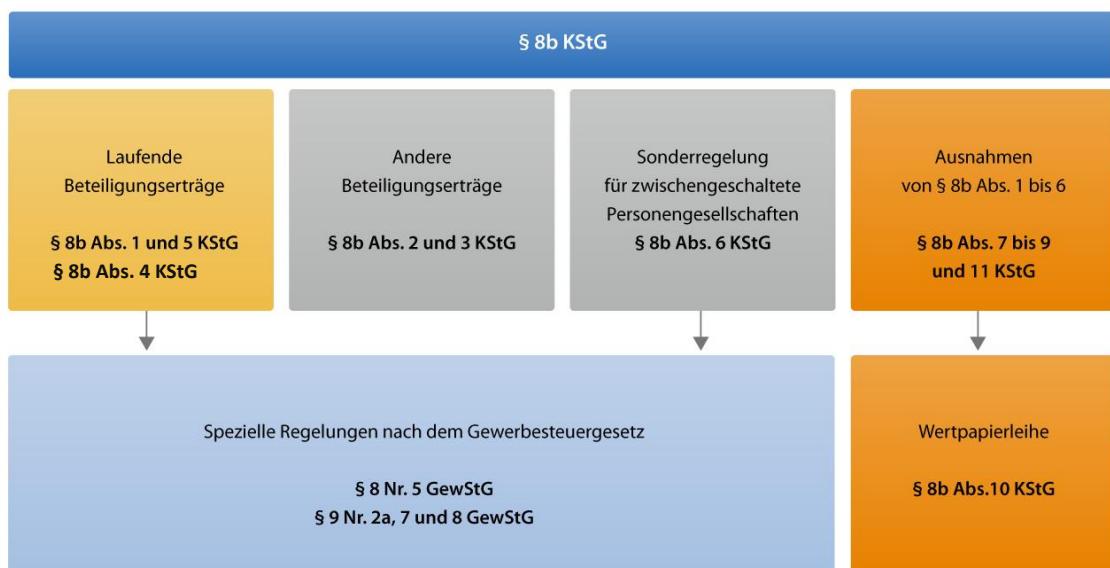 § 8b KStG
Laufende
Beteiligungserträge
§ 8b Abs. 1 und 5 KStG
§ 8b Abs. 4 KStG
Andere
Beteiligungserträge
§ 8b Abs. 2 und 3 KStG
Sonderregelung
für zwischengeschaltete
Personengesellschaften
§ 8b Abs. 6 KStG
Ausnahmen
von § 8b Abs. 1 bis 6
§ 8b Abs. 7 bis 9
und 11 KStG
Spezielle Regelungen nach dem Gewerbesteuergesetz
§ 8 Nr. 5 GewStG
§ 9 Nr. 2a, 7 und 8 GewStG
Wertpapierleihe
§ 8b Abs.10 KStG